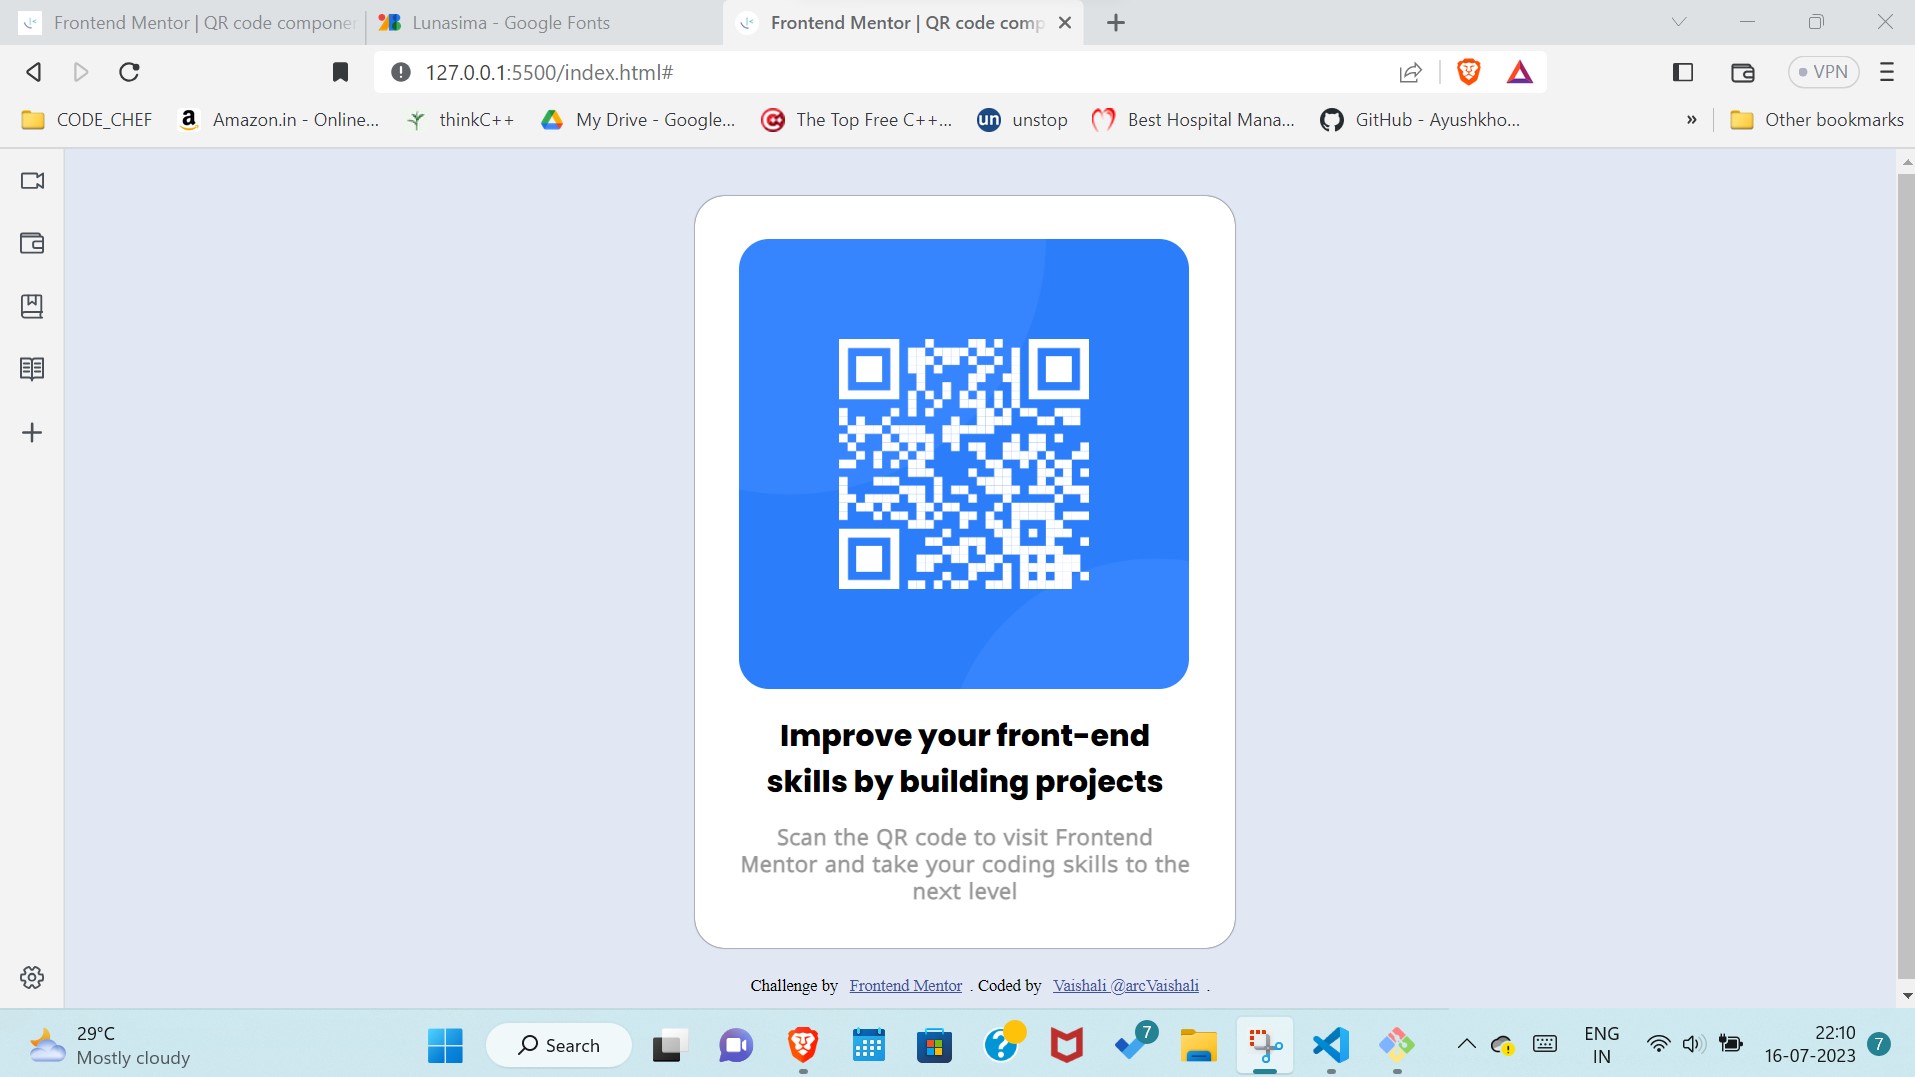 Frontend Mentor | QR code componen
Lunasima - Google Fonts
Frontend Mentor | QR code comp
127.0.0.1:5500/index.html#
VPN
CODE_CHEF
Amazon.in - Online...
thinkC++
My Drive - Google...
The Top Free C++...
un unstop
Best Hospital Mana...
GitHub - Ayushkho...
»
Other bookmarks
Improve your front-end
skills by building projects
Scan the QR code to visit Frontend
Mentor and take your coding skills to the
next level
Challenge by Frontend Mentor . Coded by Vaishali @arcVaishali .
29°C
Mostly cloudy
Search
7
ENG
IN
22:10
16-07-2023
7